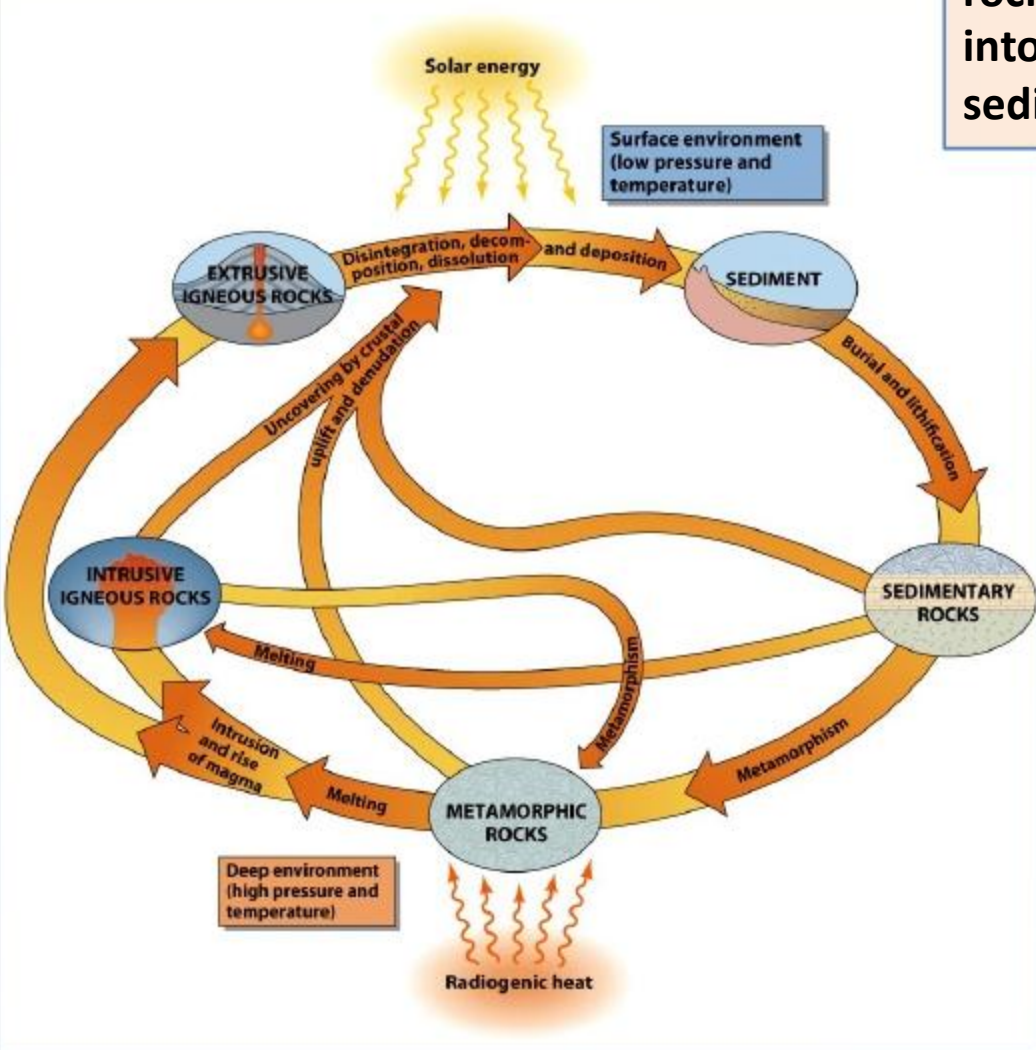 into
sedi
Solar energy
Surface environment
(low pressure and
temperature)
EXTRUSIVE
IGNEOUS ROCKS
Disintegration, decom-
position, dissolution
and deposition
SEDIMENT
Uncovering by crustal
uplift and denudation
Burial and lithification
INTRUSIVE
IGNEOUS ROCKS
SEDIMENTARY
ROCKS
Melting
Metamorphism
Intrusion
and rise
of magma
Metamorphism
Melting
METAMORPHIC
ROCKS
Deep environment
(high pressure and
temperature)
Radiogenic heat